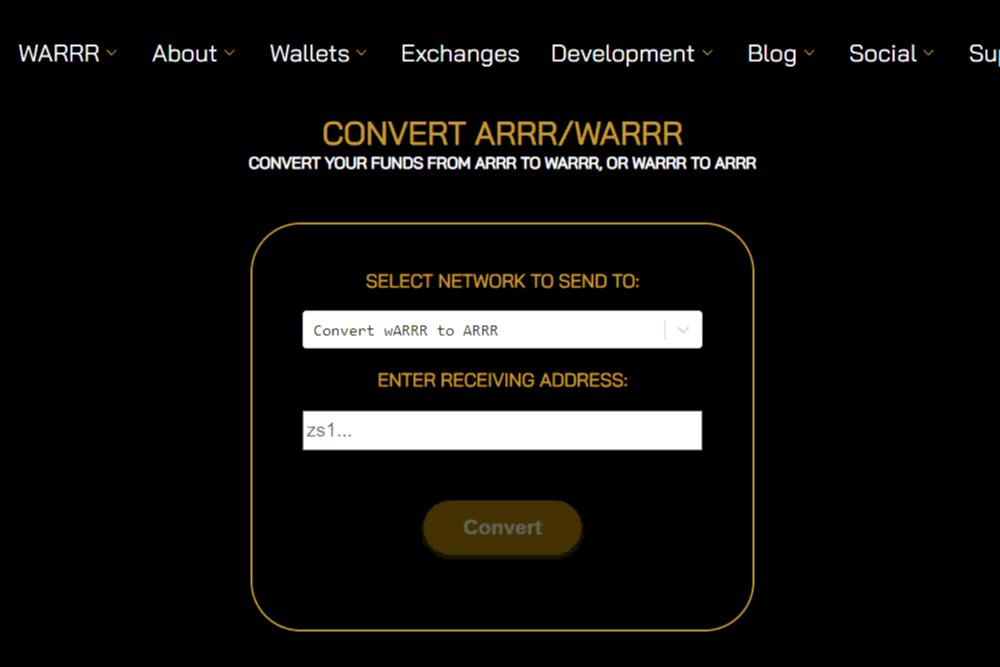 WARRR About Wallets Exchanges Development Blog Social
CONVERT ARRR/WARRR
CONVERT YOUR FUNDS FROM ARRR TO WARRR, OR WARRR TO ARRR
SELECT NETWORK TO SEND TO:
Convert wARRR to ARRR
ENTER RECEIVING ADDRESS:
zs1...
Convert